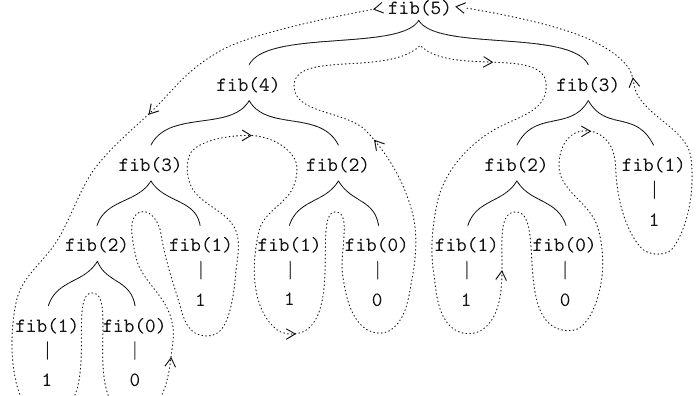 fib(5)
fib(4) fib(3)
fib(3) fib(2) fib(2) fib(1)
1
fib(2) fib(1) fib(1) fib(0) fib(1) fib(0)
1 1 0 1 0
fib(1) fib(0)
1 0